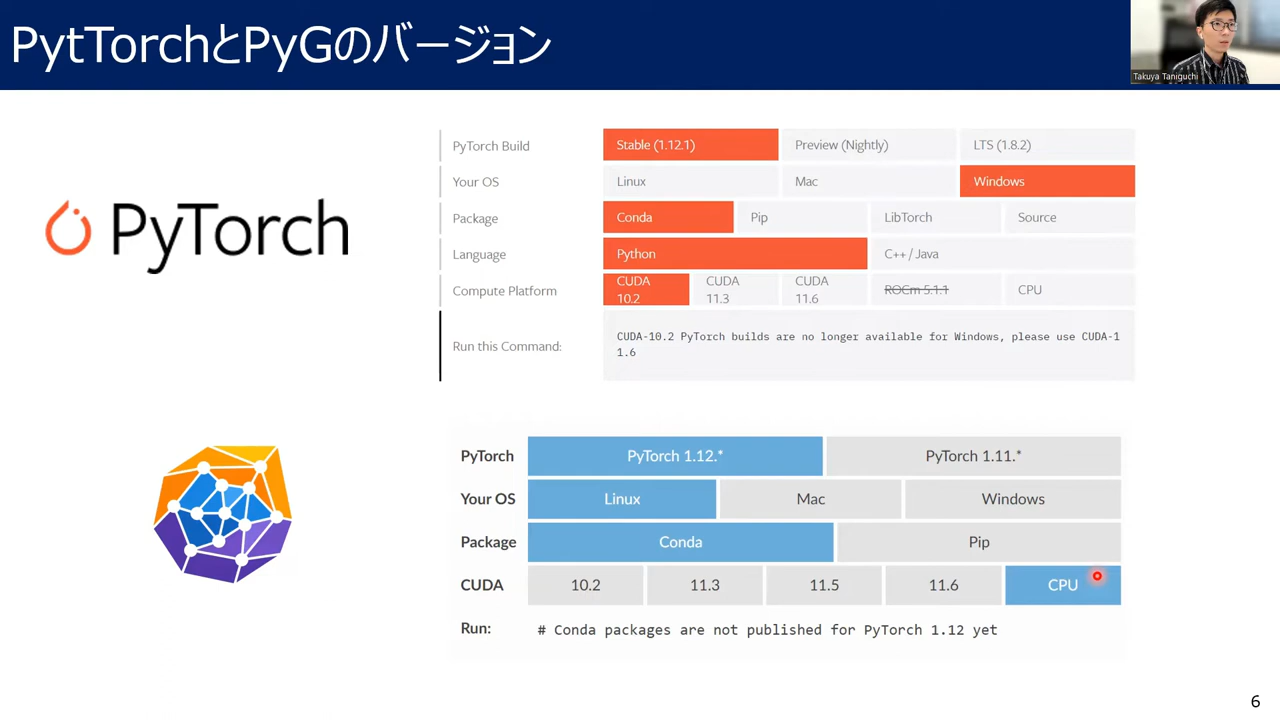 PytTorchとPyGのバージョン
Takuya Taniguchi
PyTorch
PyTorch Build Stable (1.12.1) Preview (Nightly) LTS (1.8.2)
Your OS Linux Mac Windows
Package Conda Pip LibTorch Source
Language Python C++ / Java
Compute Platform CUDA 10.2 CUDA 11.3 CUDA 11.6 ROCm 5.1.1 CPU
Run this Command: CUDA-10.2 PyTorch builds are no longer available for Windows, please use CUDA-1
1.6
PyTorch PyTorch 1.12.* PyTorch 1.11.*
Your OS Linux Mac Windows
Package Conda Pip
CUDA 10.2 11.3 11.5 11.6 CPU
Run: # Conda packages are not published for PyTorch 1.12 yet
6